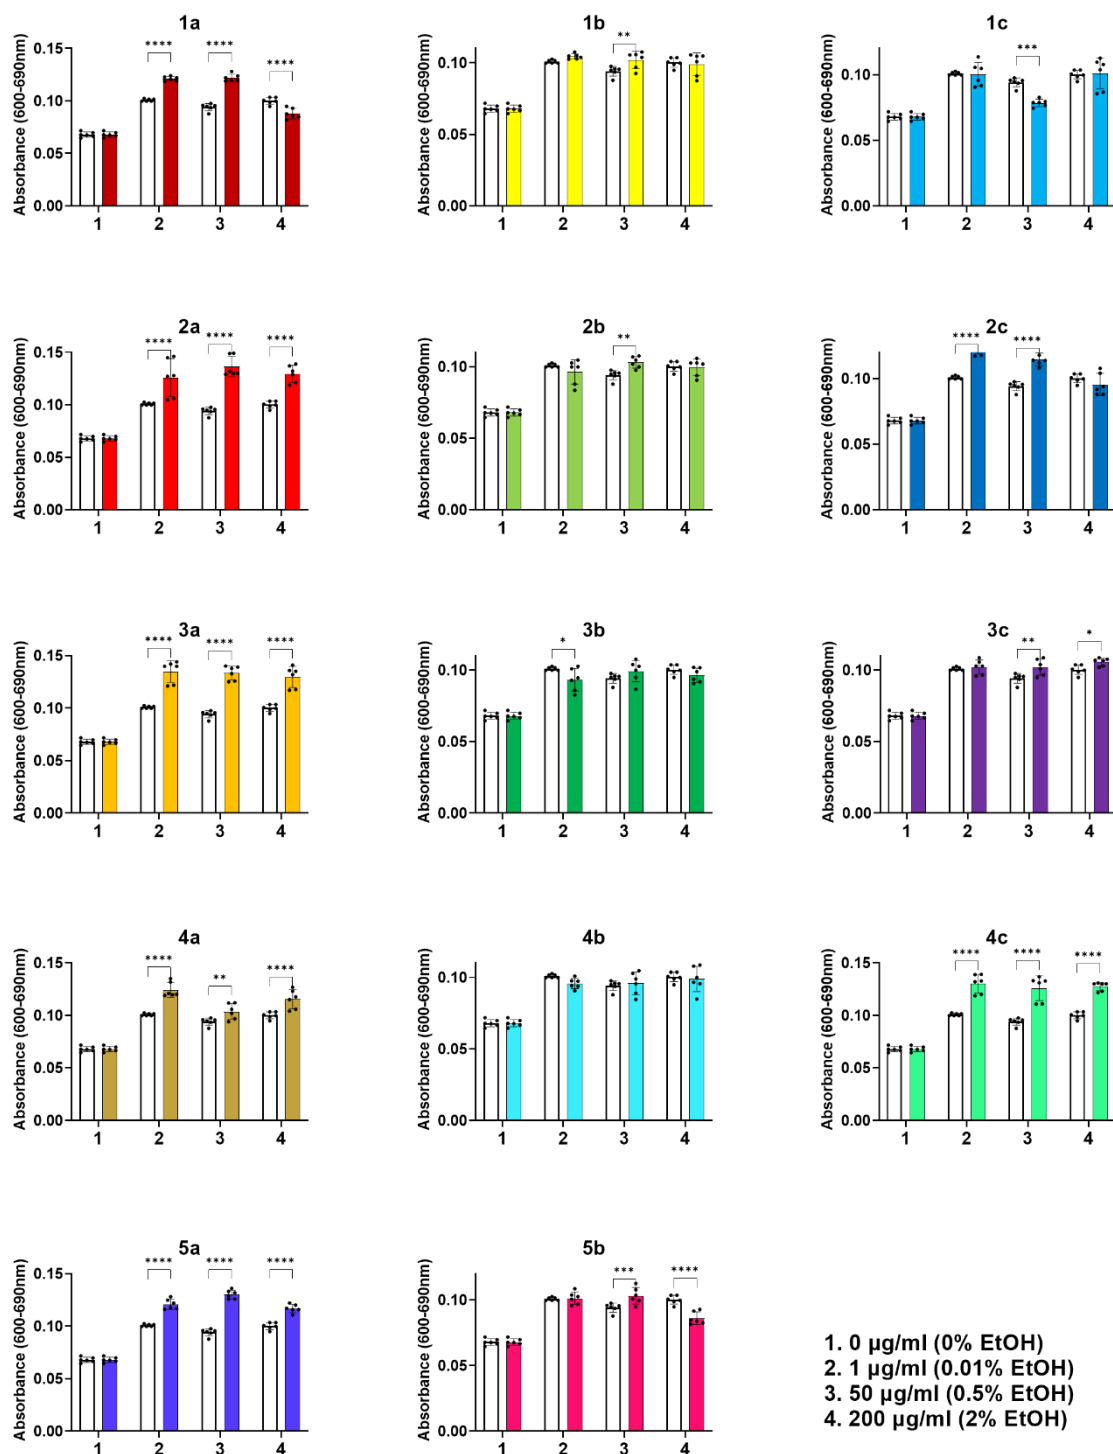 1a
Absorbance (600-690nm)
0.15
0.10
0.05
0.00
**** **** ****
1 2 3 4
1b
Absorbance (600-690nm)
0.10
0.05
0.00
**
1 2 3 4
1c
Absorbance (600-690nm)
0.10
0.05
0.00
***
1 2 3 4
2a
Absorbance (600-690nm)
0.15
0.10
0.05
0.00
**** **** ****
1 2 3 4
2b
Absorbance (600-690nm)
0.10
0.05
0.00
**
1 2 3 4
2c
Absorbance (600-690nm)
0.10
0.05
0.00
**** ****
1 2 3 4
3a
Absorbance (600-690nm)
0.15
0.10
0.05
0.00
**** **** ****
1 2 3 4
3b
Absorbance (600-690nm)
0.10
0.05
0.00
*
1 2 3 4
3c
Absorbance (600-690nm)
0.10
0.05
0.00
** *
1 2 3 4
4a
Absorbance (600-690nm)
0.15
0.10
0.05
0.00
**** ** ****
1 2 3 4
4b
Absorbance (600-690nm)
0.10
0.05
0.00
1 2 3 4
4c
Absorbance (600-690nm)
0.15
0.10
0.05
0.00
**** **** ****
1 2 3 4
5a
Absorbance (600-690nm)
0.15
0.10
0.05
0.00
**** **** ****
1 2 3 4
5b
Absorbance (600-690nm)
0.10
0.05
0.00
*** ****
1 2 3 4
1. 0 µg/ml (0% EtOH)
2. 1 µg/ml (0.01% EtOH)
3. 50 µg/ml (0.5% EtOH)
4. 200 µg/ml (2% EtOH)